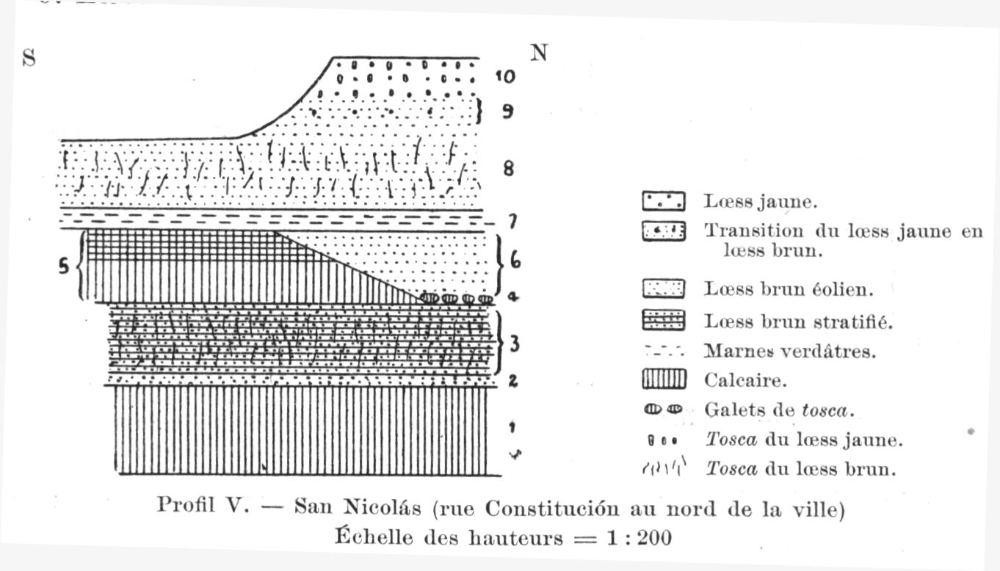 S
N
10
9
8
7
5
6
4
3
2
1
Lœss jaune.
Transition du lœss jaune en
lœss brun.
Lœss brun éolien.
Lœss brun stratifié.
Marnes verdâtres.
Calcaire.
Galets de tosca.
Tosca du lœss jaune.
Tosca du lœss brun.
Profil V. — San Nicolás (rue Constitución au nord de la ville)
Échelle des hauteurs = 1 : 200